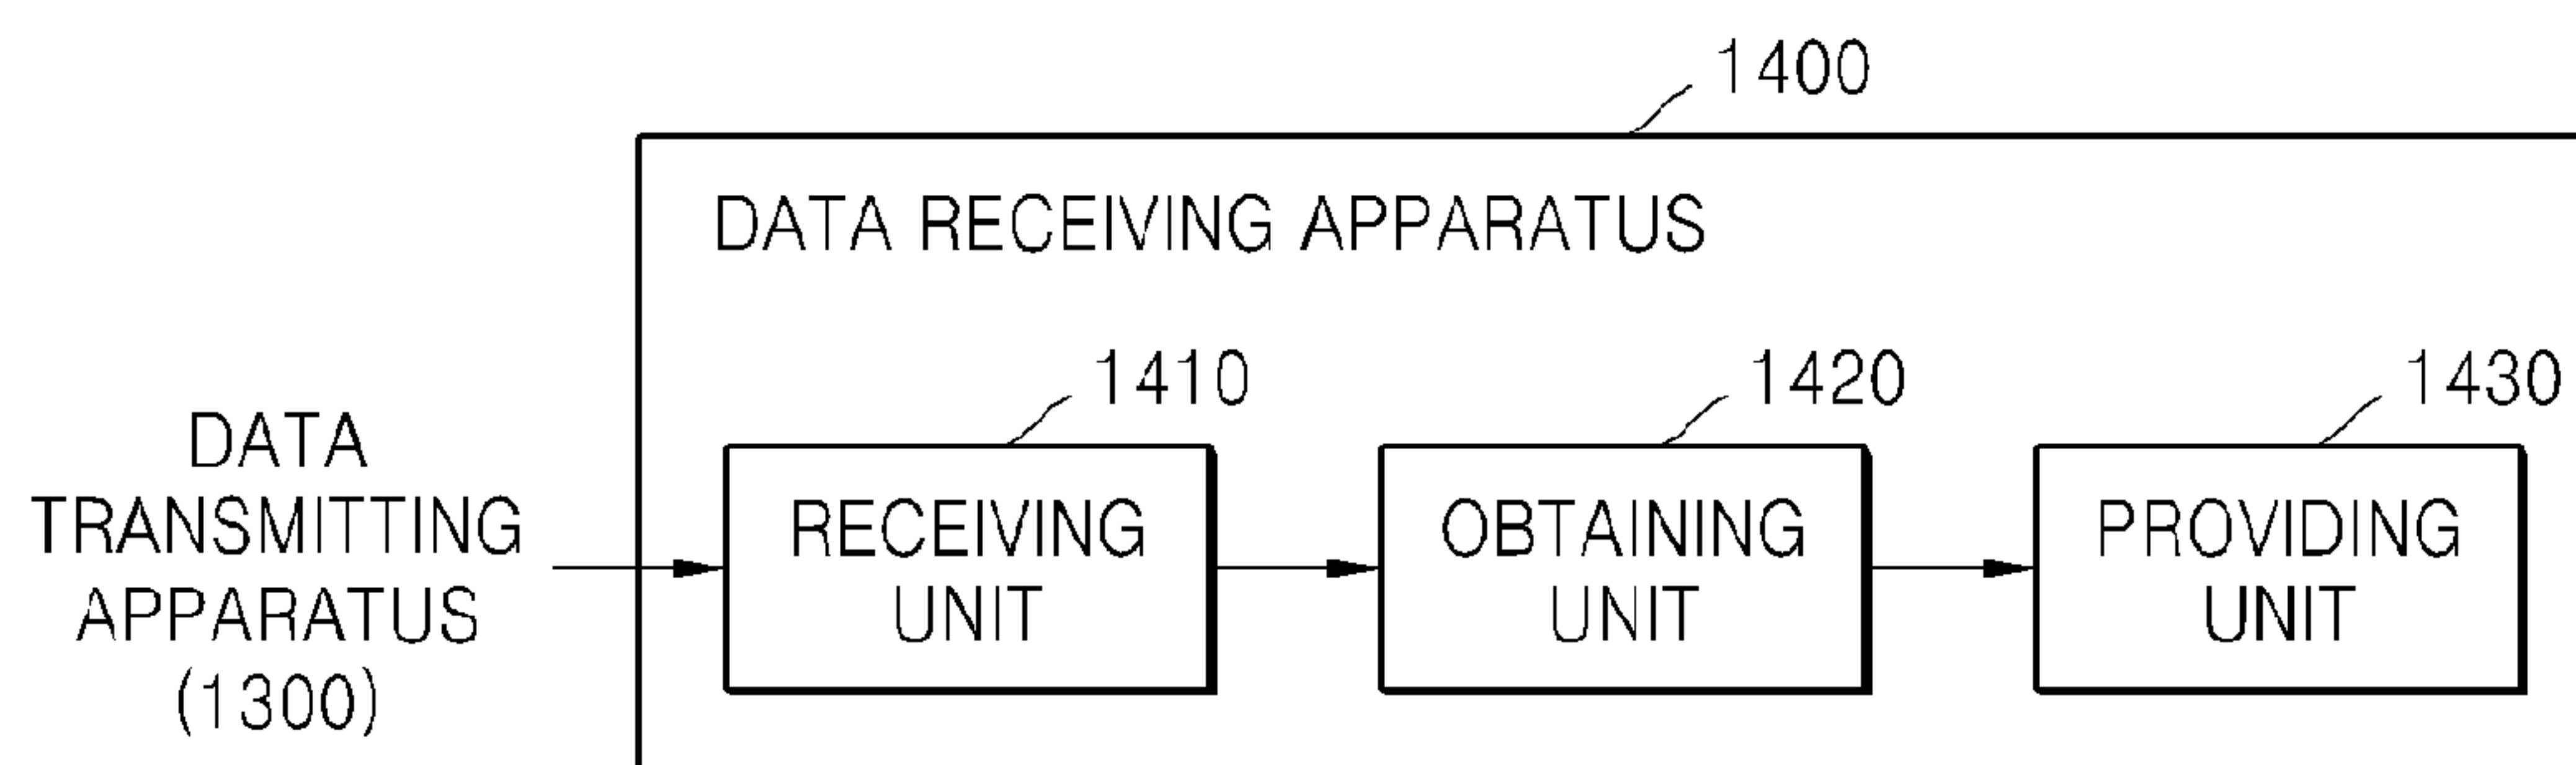 1400
DATA RECEIVING APPARATUS
1410
1420
1430
DATA
TRANSMITTING
APPARATUS
(1300)
RECEIVING
UNIT
OBTAINING
UNIT
PROVIDING
UNIT